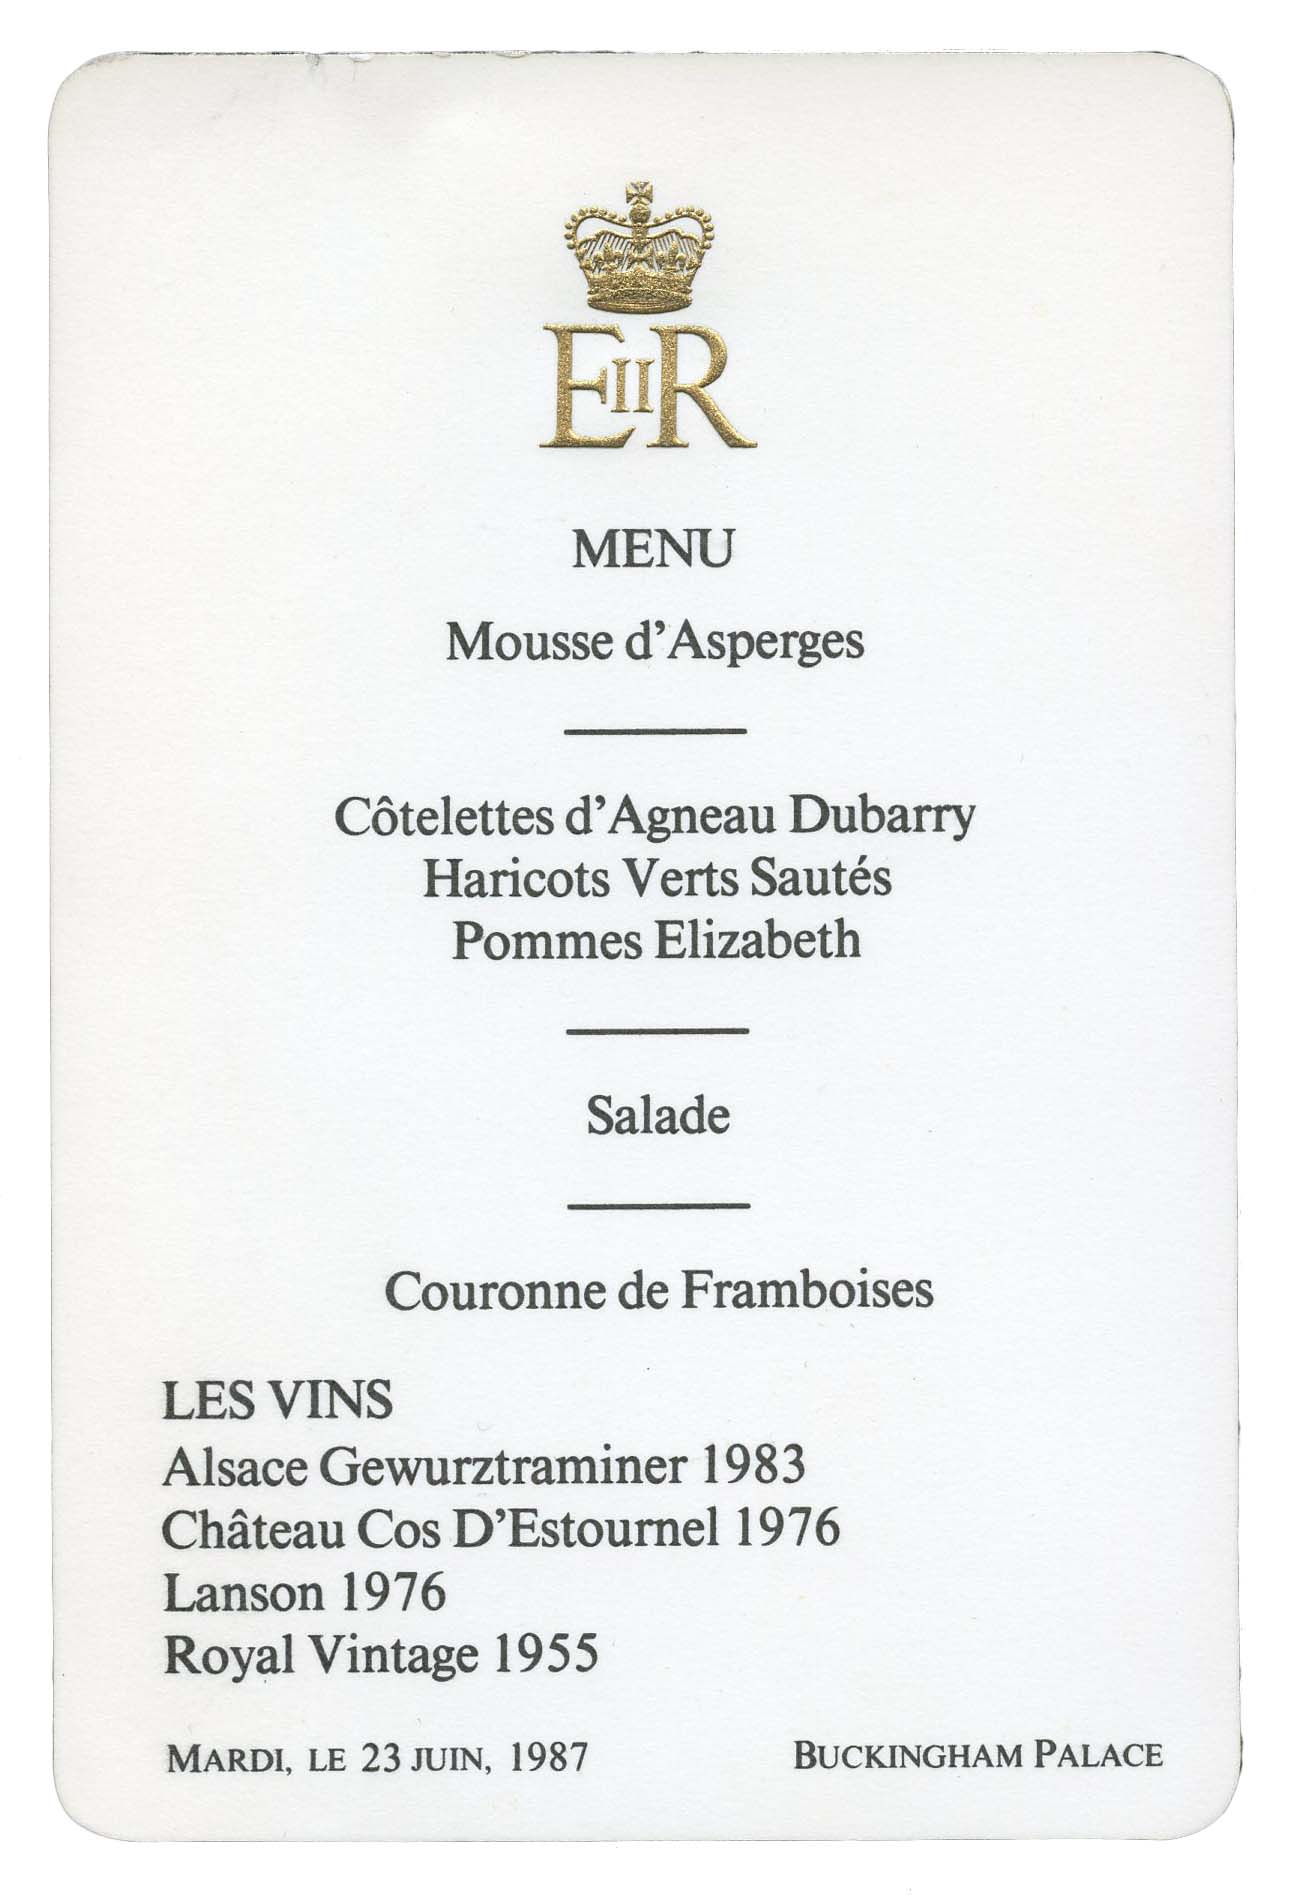 EIIR
MENU
Mousse d'Asperges
Côtelettes d'Agneau Dubarry
Haricots Verts Sautés
Pommes Elizabeth
Salade
Couronne de Framboises
LES VINS
Alsace Gewurztraminer 1983
Château Cos D'Estournel 1976
Lanson 1976
Royal Vintage 1955
MARDI, LE 23 JUIN, 1987 BUCKINGHAM PALACE